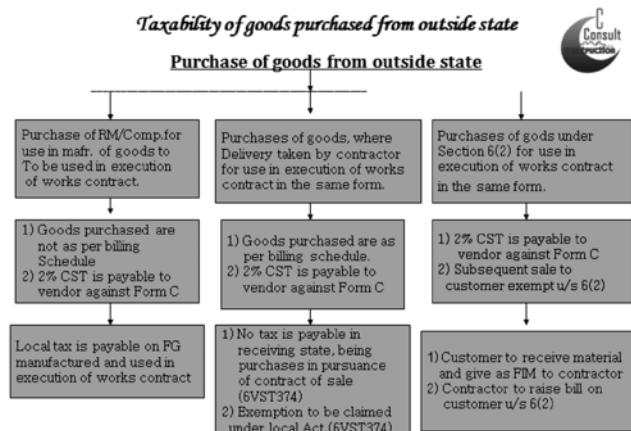 Taxability of goods purchased from outside state
C
Consult
Purchase of goods from outside state
Purchase of RM/Comp.for
use in mafr. of goods to
To be used in execution
of works contract.
Purchases of goods, where
Delivery taken by contractor
for use in execution of works
contract in the same form.
Purchases of gods under
Section 6(2) for use in
execution of works contract
in the same form.
1) Goods purchased are
not as per billing
Schedule
2) 2% CST is payable to
vendor against Form C
1) Goods purchased are as
per billing schedule.
2) 2% CST is payable to
vendor against Form C
1) 2% CST is payable to
vendor against Form C
2) Subsequent sale to
customer exempt u/s 6(2)
Local tax is payable on FG
manufactured and used in
execution of works contract
1) No tax is payable in
receiving state, being
purchases in pursuance
of contract of sale
(6VST374)
2) Exemption to be claimed
under local Act (6VST374)
1) Customer to receive material
and give as FIM to contractor
2) Contractor to raise bill on
customer u/s 6(2)